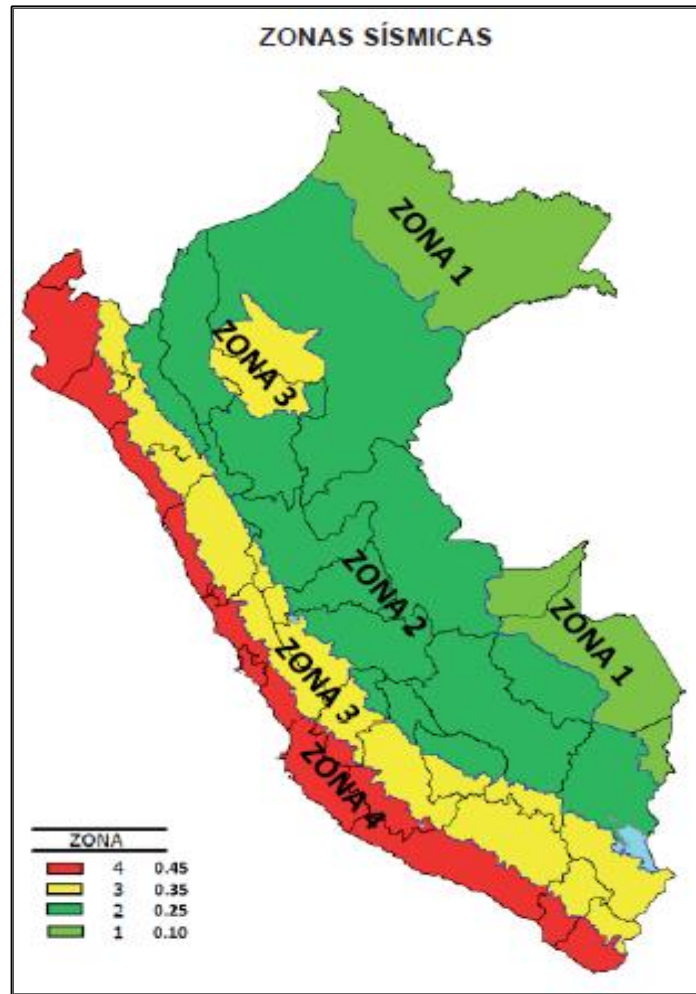 ZONAS SÍSMICAS
ZONA 1
ZONA 3
ZONA 2
ZONA 1
ZONA 3
ZONA 4
ZONA
4 0.45
3 0.35
2 0.25
1 0.10